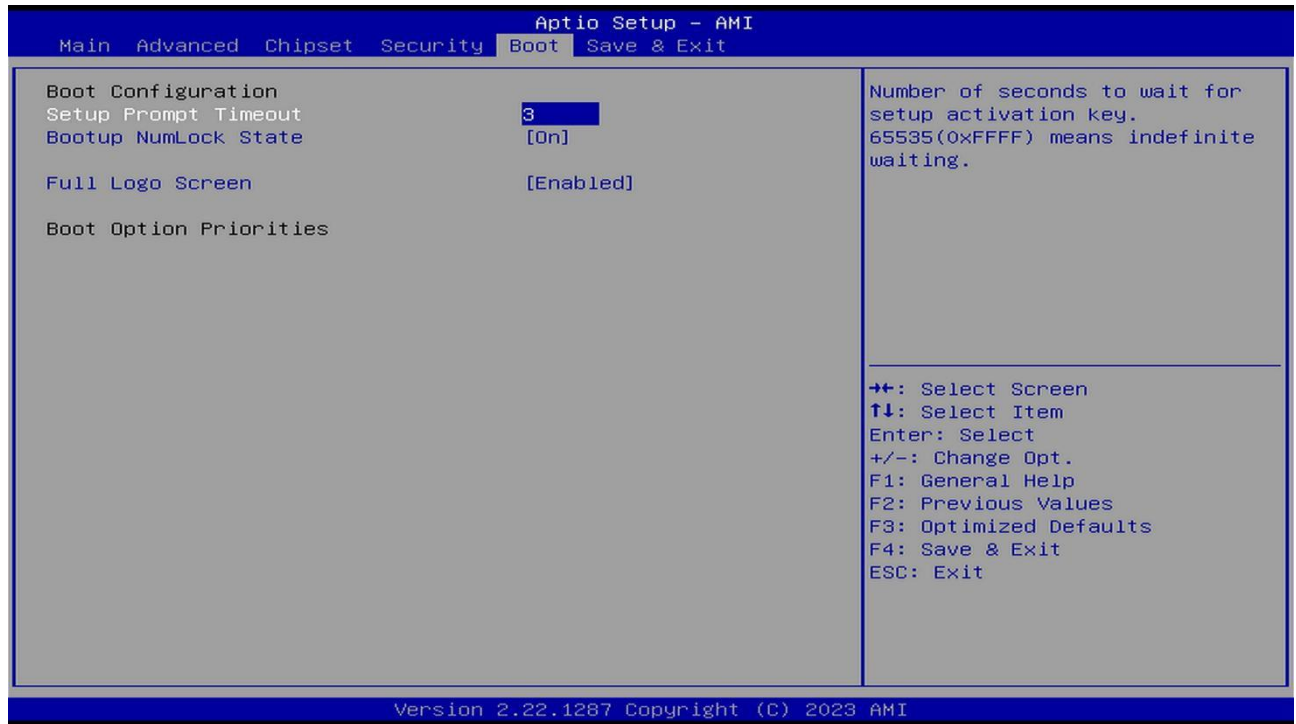 Aptio Setup – AMI
Main Advanced Chipset Security Boot Save & Exit
Boot Configuration
Setup Prompt Timeout 3
Bootup NumLock State [On]
Full Logo Screen [Enabled]
Boot Option Priorities
Number of seconds to wait for
setup activation key.
65535(0xFFFF) means indefinite
waiting.
→←: Select Screen
↑↓: Select Item
Enter: Select
+/-: Change Opt.
F1: General Help
F2: Previous Values
F3: Optimized Defaults
F4: Save & Exit
ESC: Exit
Version 2.22.1287 Copyright (C) 2023 AMI